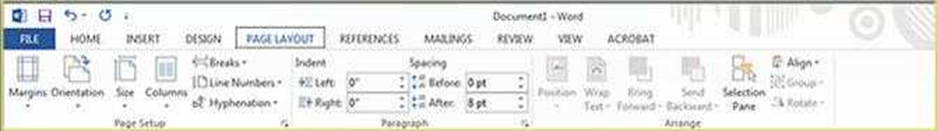 Document1 - Word
FILE HOME INSERT DESIGN PAGE LAYOUT REFERENCES MAILINGS REVIEW VIEW ACROBAT
Margins Orientation Size Columns
Breaks
Line Numbers
Hyphenation
Page Setup
Indent Spacing
Left: 0" Before: 0 pt
Right: 0" After: 8 pt
Paragraph
Position Wrap Text Bring Forward Send Backward Selection Pane
Align
Group
Rotate
Arrange